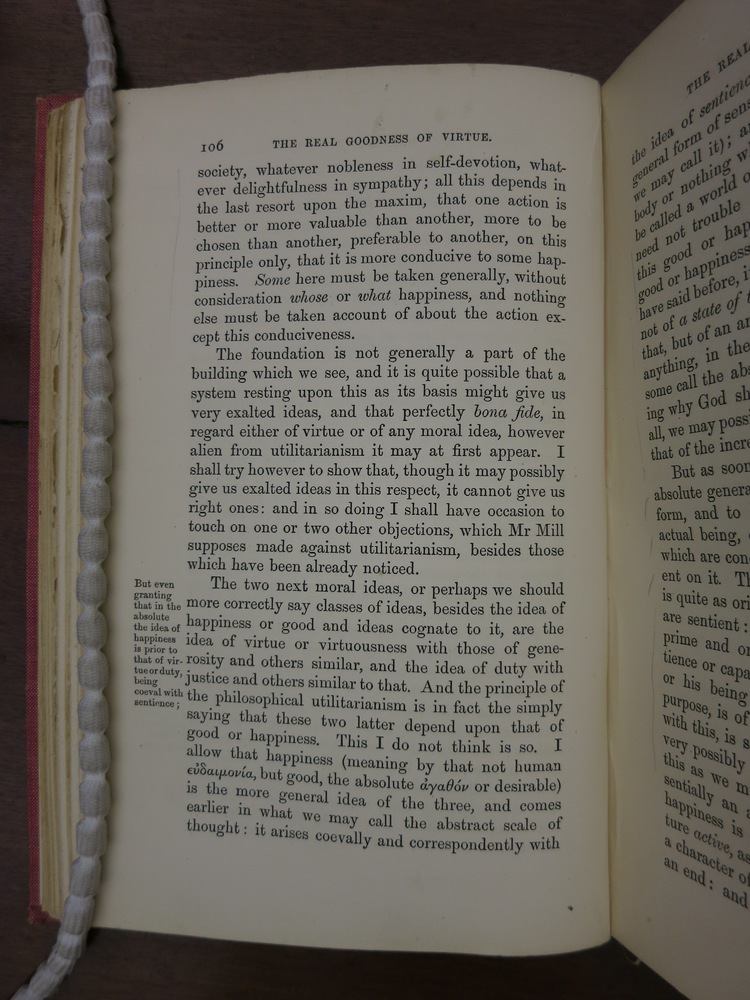 106 THE REAL GOODNESS OF VIRTUE.
society, whatever nobleness in self-devotion, what-
ever delightfulness in sympathy; all this depends in
the last resort upon the maxim, that one action is
better or more valuable than another, more to be
chosen than another, preferable to another, on this
principle only, that it is more conducive to some hap-
piness. Some here must be taken generally, without
consideration whose or what happiness, and nothing
else must be taken account of about the action ex-
cept this conduciveness.
The foundation is not generally a part of the
building which we see, and it is quite possible that a
system resting upon this as its basis might give us
very exalted ideas, and that perfectly bona fide, in
regard either of virtue or of any moral idea, however
alien from utilitarianism it may at first appear. I
shall try however to show that, though it may possibly
give us exalted ideas in this respect, it cannot give us
right ones: and in so doing I shall have occasion to
touch on one or two other objections, which Mr Mill
supposes made against utilitarianism, besides those
which have been already noticed.
But even
granting
that in the
absolute
the idea of
happiness
is prior to
that of vir-
tue or duty,
being
coeval with
sentience;
The two next moral ideas, or perhaps we should
more correctly say classes of ideas, besides the idea of
happiness or good and ideas cognate to it, are the
idea of virtue or virtuousness with those of gene-
rosity and others similar, and the idea of duty with
justice and others similar to that. And the principle of
the philosophical utilitarianism is in fact the simply
saying that these two latter depend upon that of
good or happiness. This I do not think is so. I
allow that happiness (meaning by that not human
εὐδαιμονία, but good, the absolute ἀγαθόν or desirable)
is the more general idea of the three, and comes
earlier in what we may call the abstract scale of
thought: it arises coevally and correspondently with
THE REAL
the idea of
general form of
we may call it);
body or nothing
be called a world
need not trouble
this good or
good or happiness
have said before,
not of a state of
that, but of an
anything, in the
some call the
ing why God
all, we may
that of the
But as soon
absolute
form, and to
actual being,
which are
ent on it.
is quite as
are sentient:
prime and
tience or
or his being
purpose, is of
with this, is
very possibly
this as we
sentially an
happiness is
ture active,
a character
an end: and